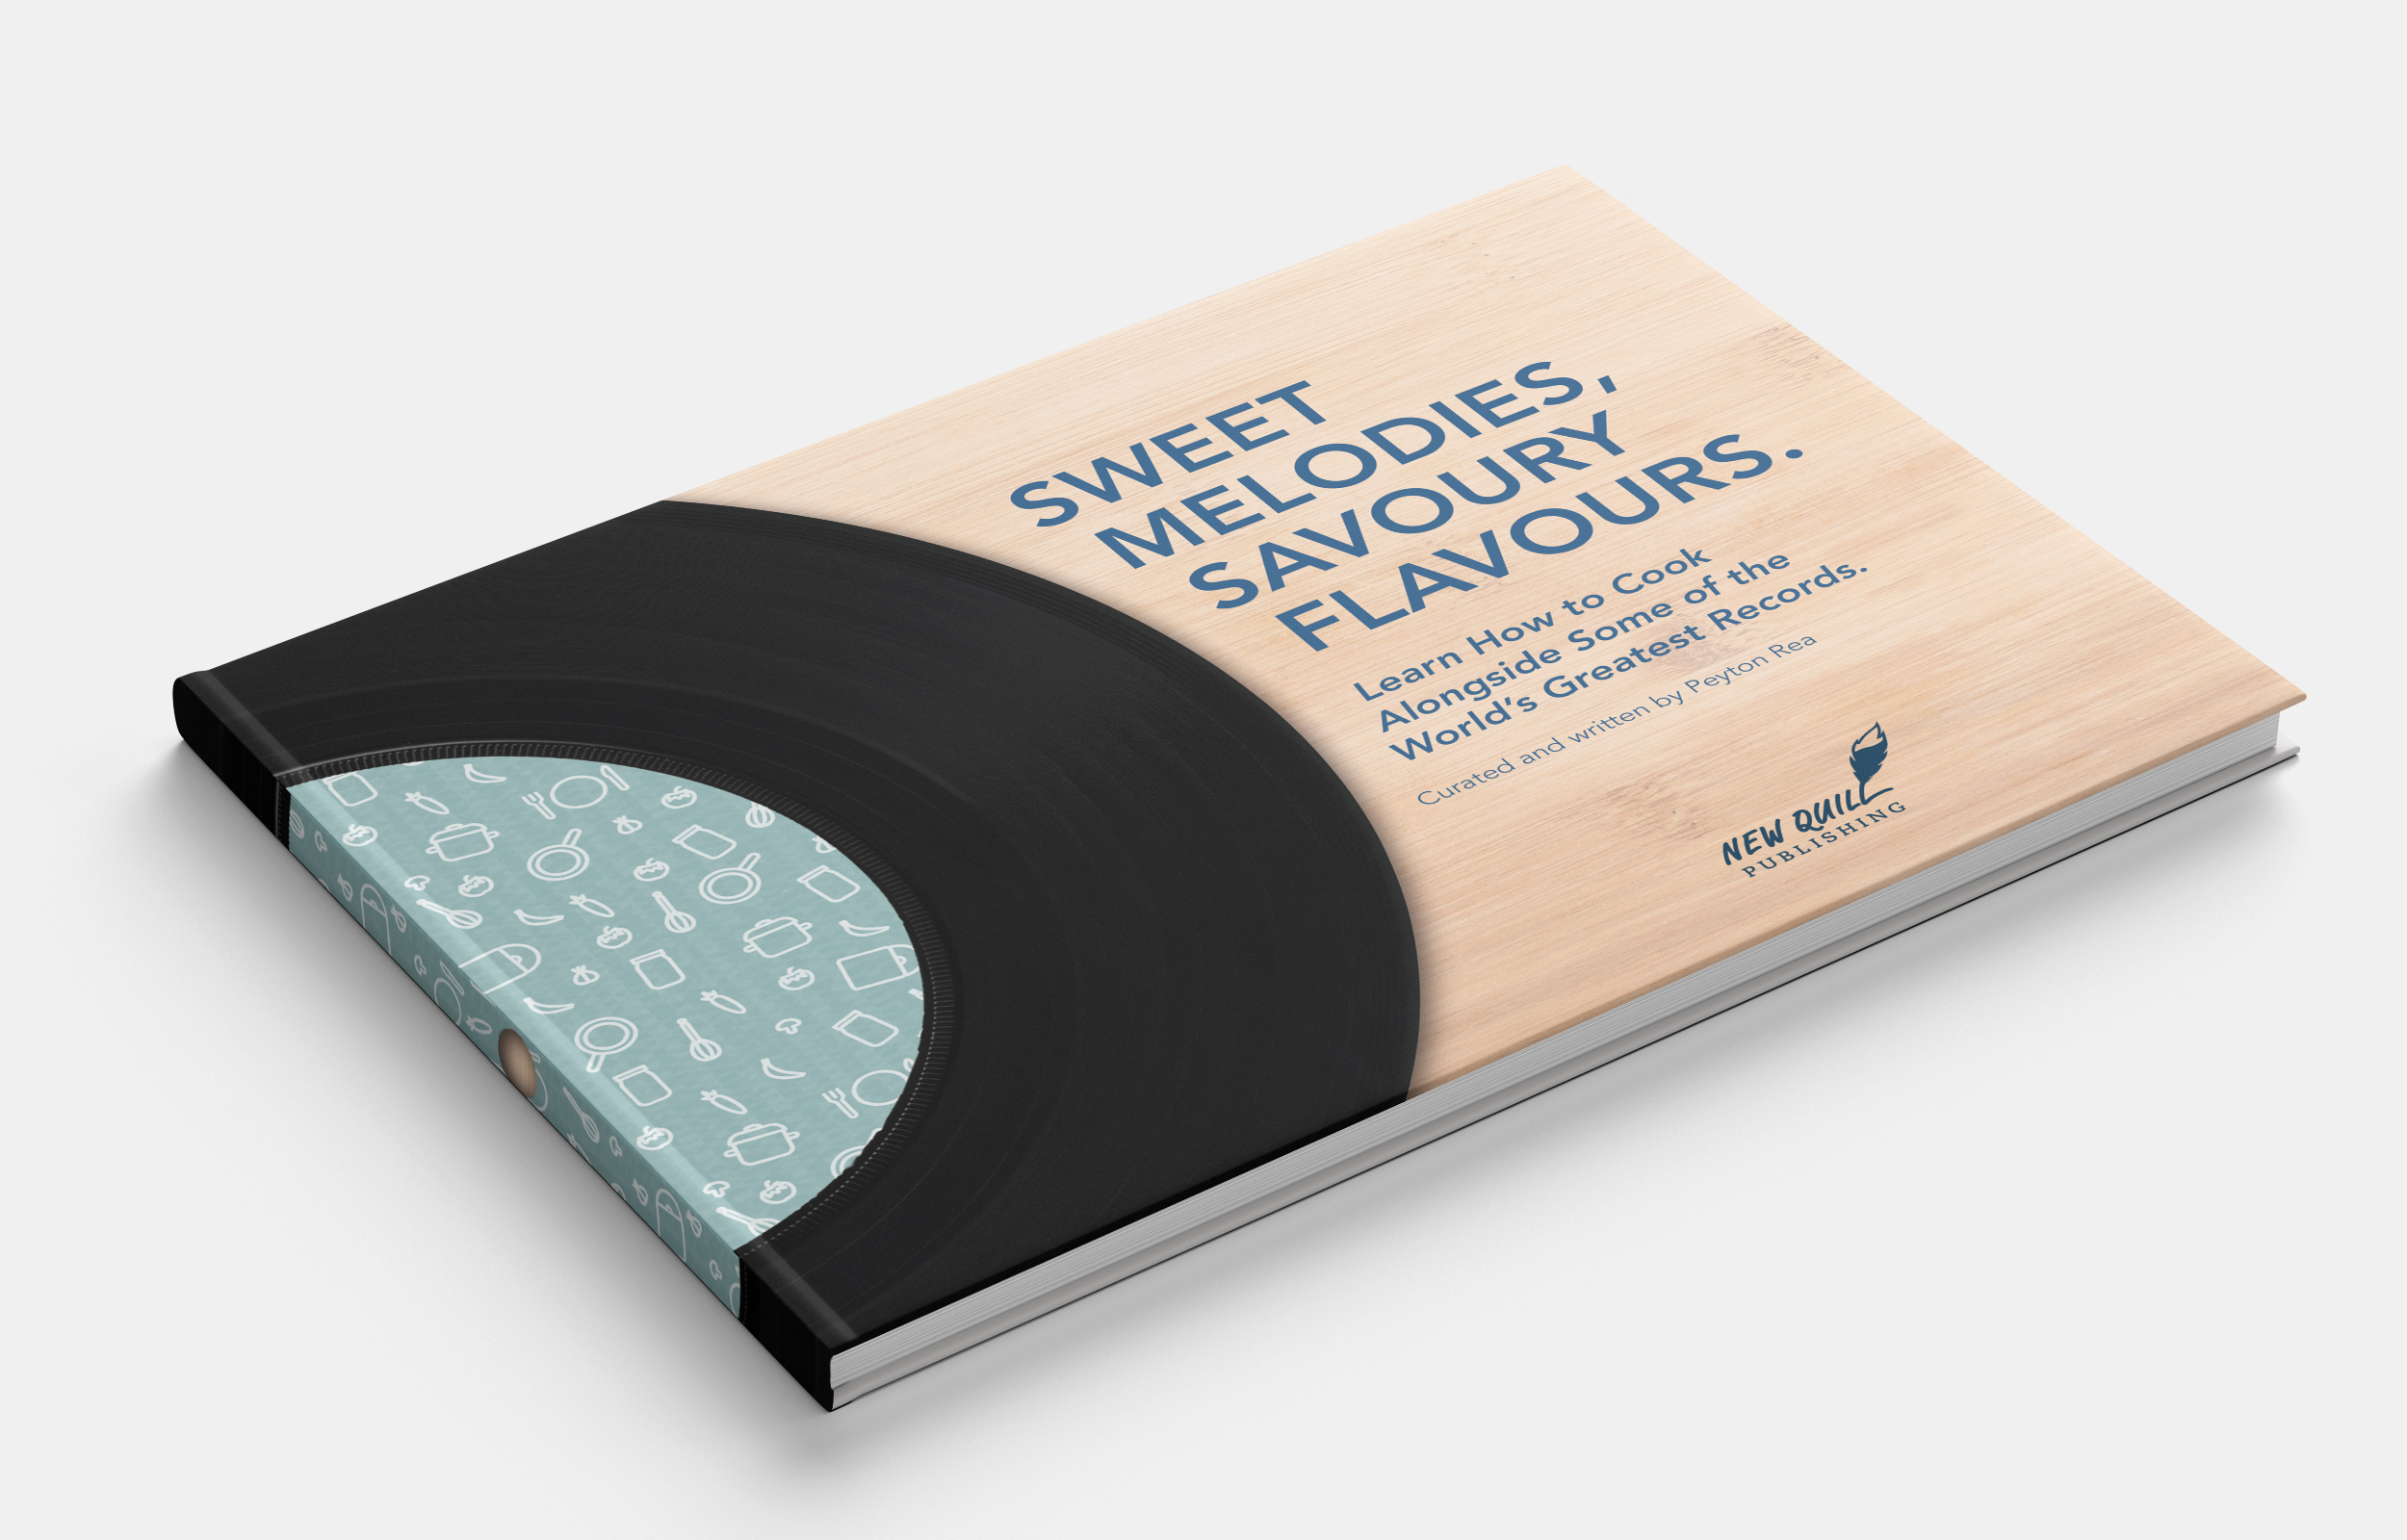 SWEET
MELODIES,
SAVOURY
FLAVOURS.
Learn How to Cook
Alongside Some of the
World’s Greatest Records.
Curated and written by Peyton Rea
NEW QUILL
PUBLISHING